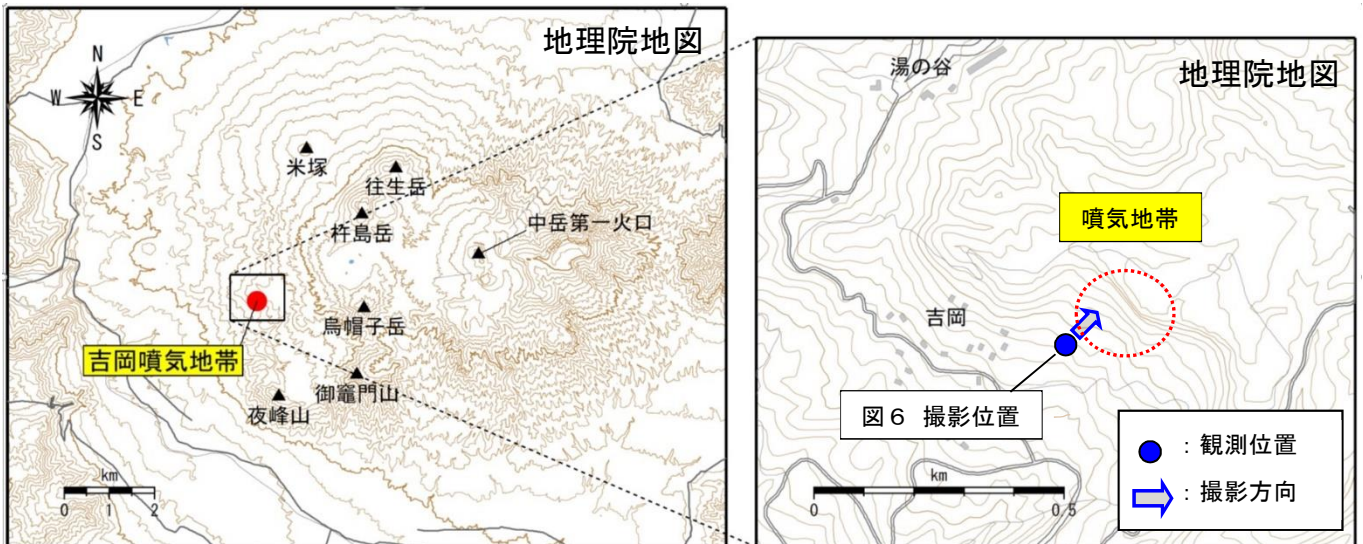 地理院地図
N
W
E
S
米塚
往生岳
杵島岳
中岳第一火口
烏帽子岳
吉岡噴気地帯
御竈門山
夜峰山
km
0 1 2
地理院地図
湯の谷
噴気地帯
吉岡
図6 撮影位置
km
0 0.5
:観測位置
:撮影方向